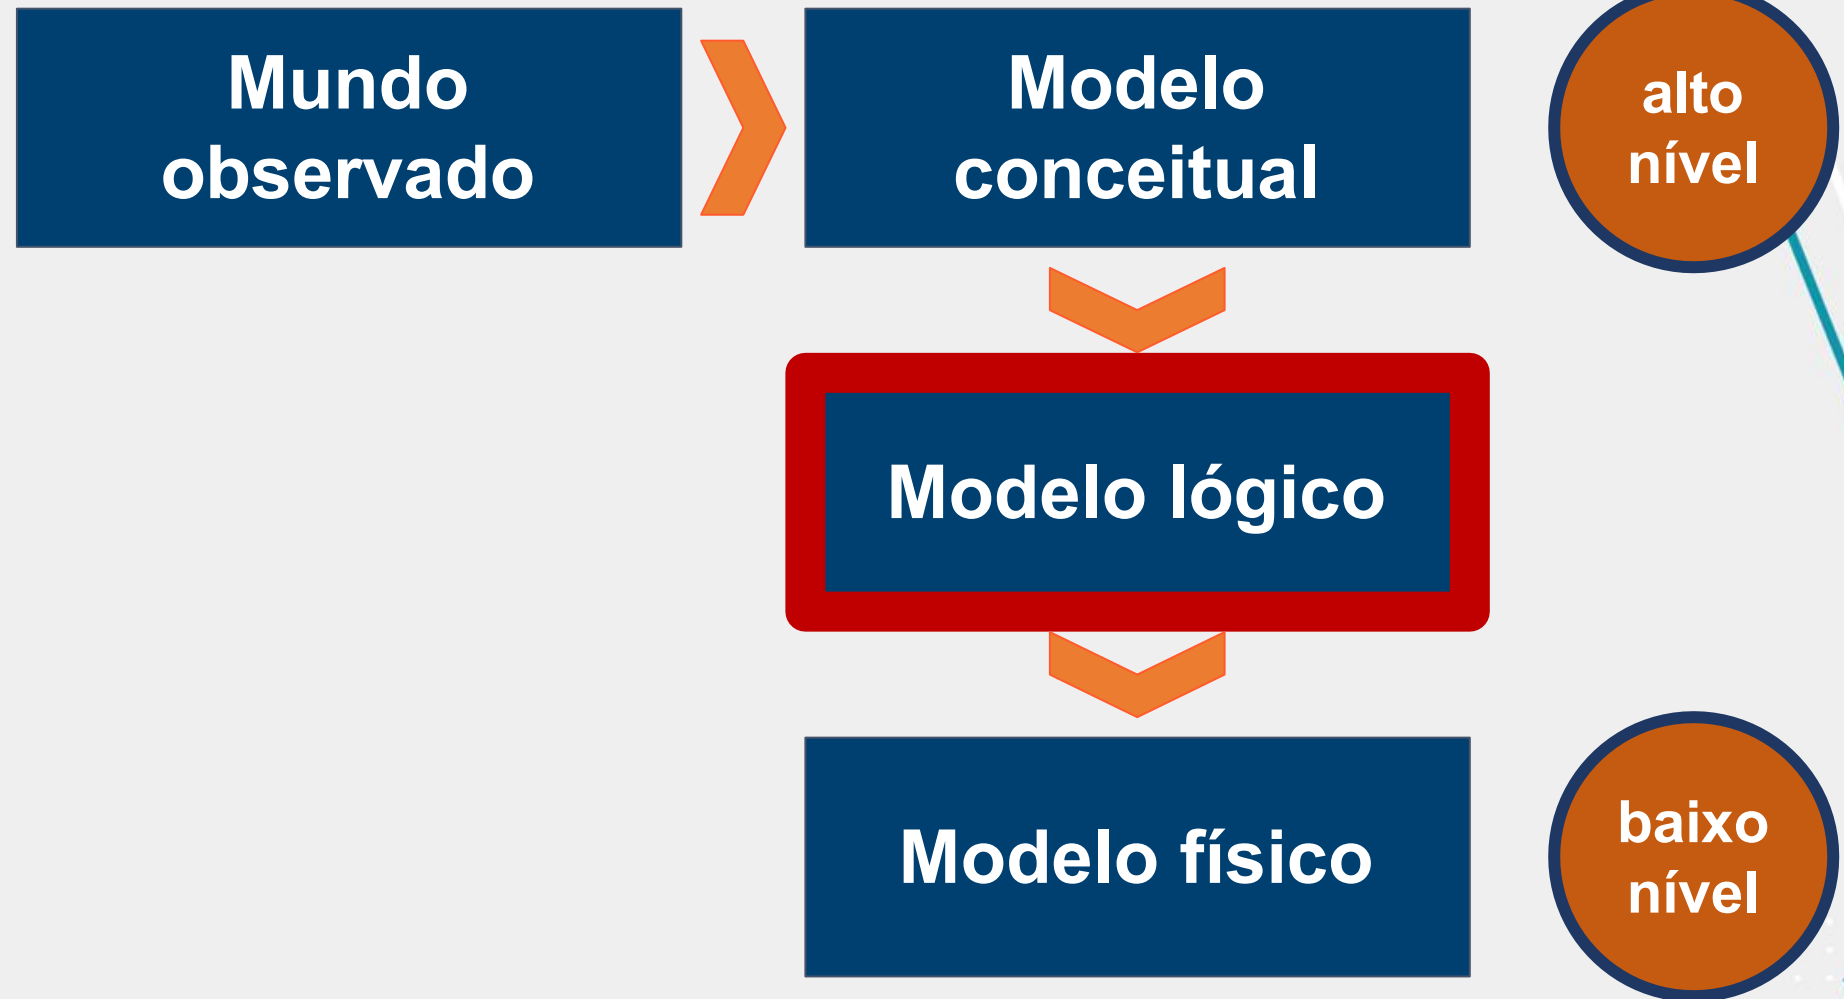 Mundo
observado
Modelo
conceitual
alto
nível
Modelo lógico
Modelo físico
baixo
nível